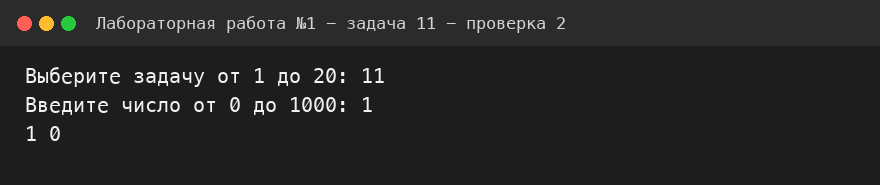 Лабораторная работа №1 — задача 11 — проверка 2
Выберите задачу от 1 до 20: 11
Введите число от 0 до 1000: 1
1 0